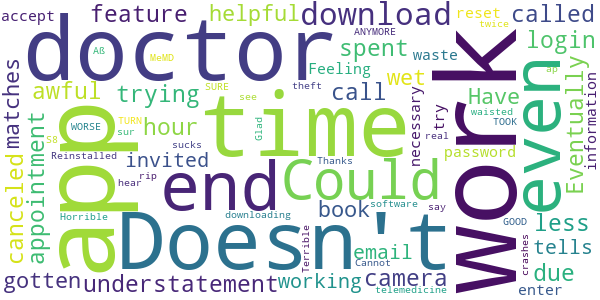 accept
feature
helpful
download
reset
called
twice
ANYMORE
login
doctor
Aß
MeMD
spent
waste
wet
Feeling
matches
awful
trying
SURE
theft
call
Have
ap
see
time
work
even
Eventually
information
app
WORSE
TURN
hour
sur
Glad
necessary
try
TOOK
waisted
real
password
S8
sucks
appointment
canceled
Reinstalled
invited
Thanks
hear
rip
end
Could
say
software
book
Horrible
downloading
GOOD
less
Doesn't
Terrible
email
Cannot
crashes
tells
due
gotten
understatement
working
camera
telemedicine
enter